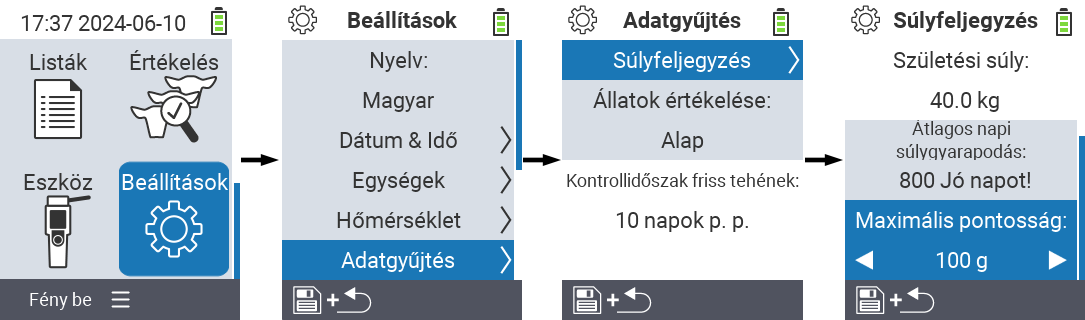 17:37 2024-06-10
Listák
Értékelés
Eszköz
Beállítások
Fény be
Beállítások
Nyelv:
Magyar
Dátum & Idő
Egységek
Hőmérséklet
Adatgyűjtés
+
Adatgyűjtés
Súlyfeljegyzés
Állatok értékelése:
Alap
Kontrollidőszak friss tehének:
10 napok p. p.
+
Súlyfeljegyzés
Születési súly:
40.0 kg
Átlagos napi
súlygyarapodás:
800 Jó napot!
Maximális pontosság:
100 g
+